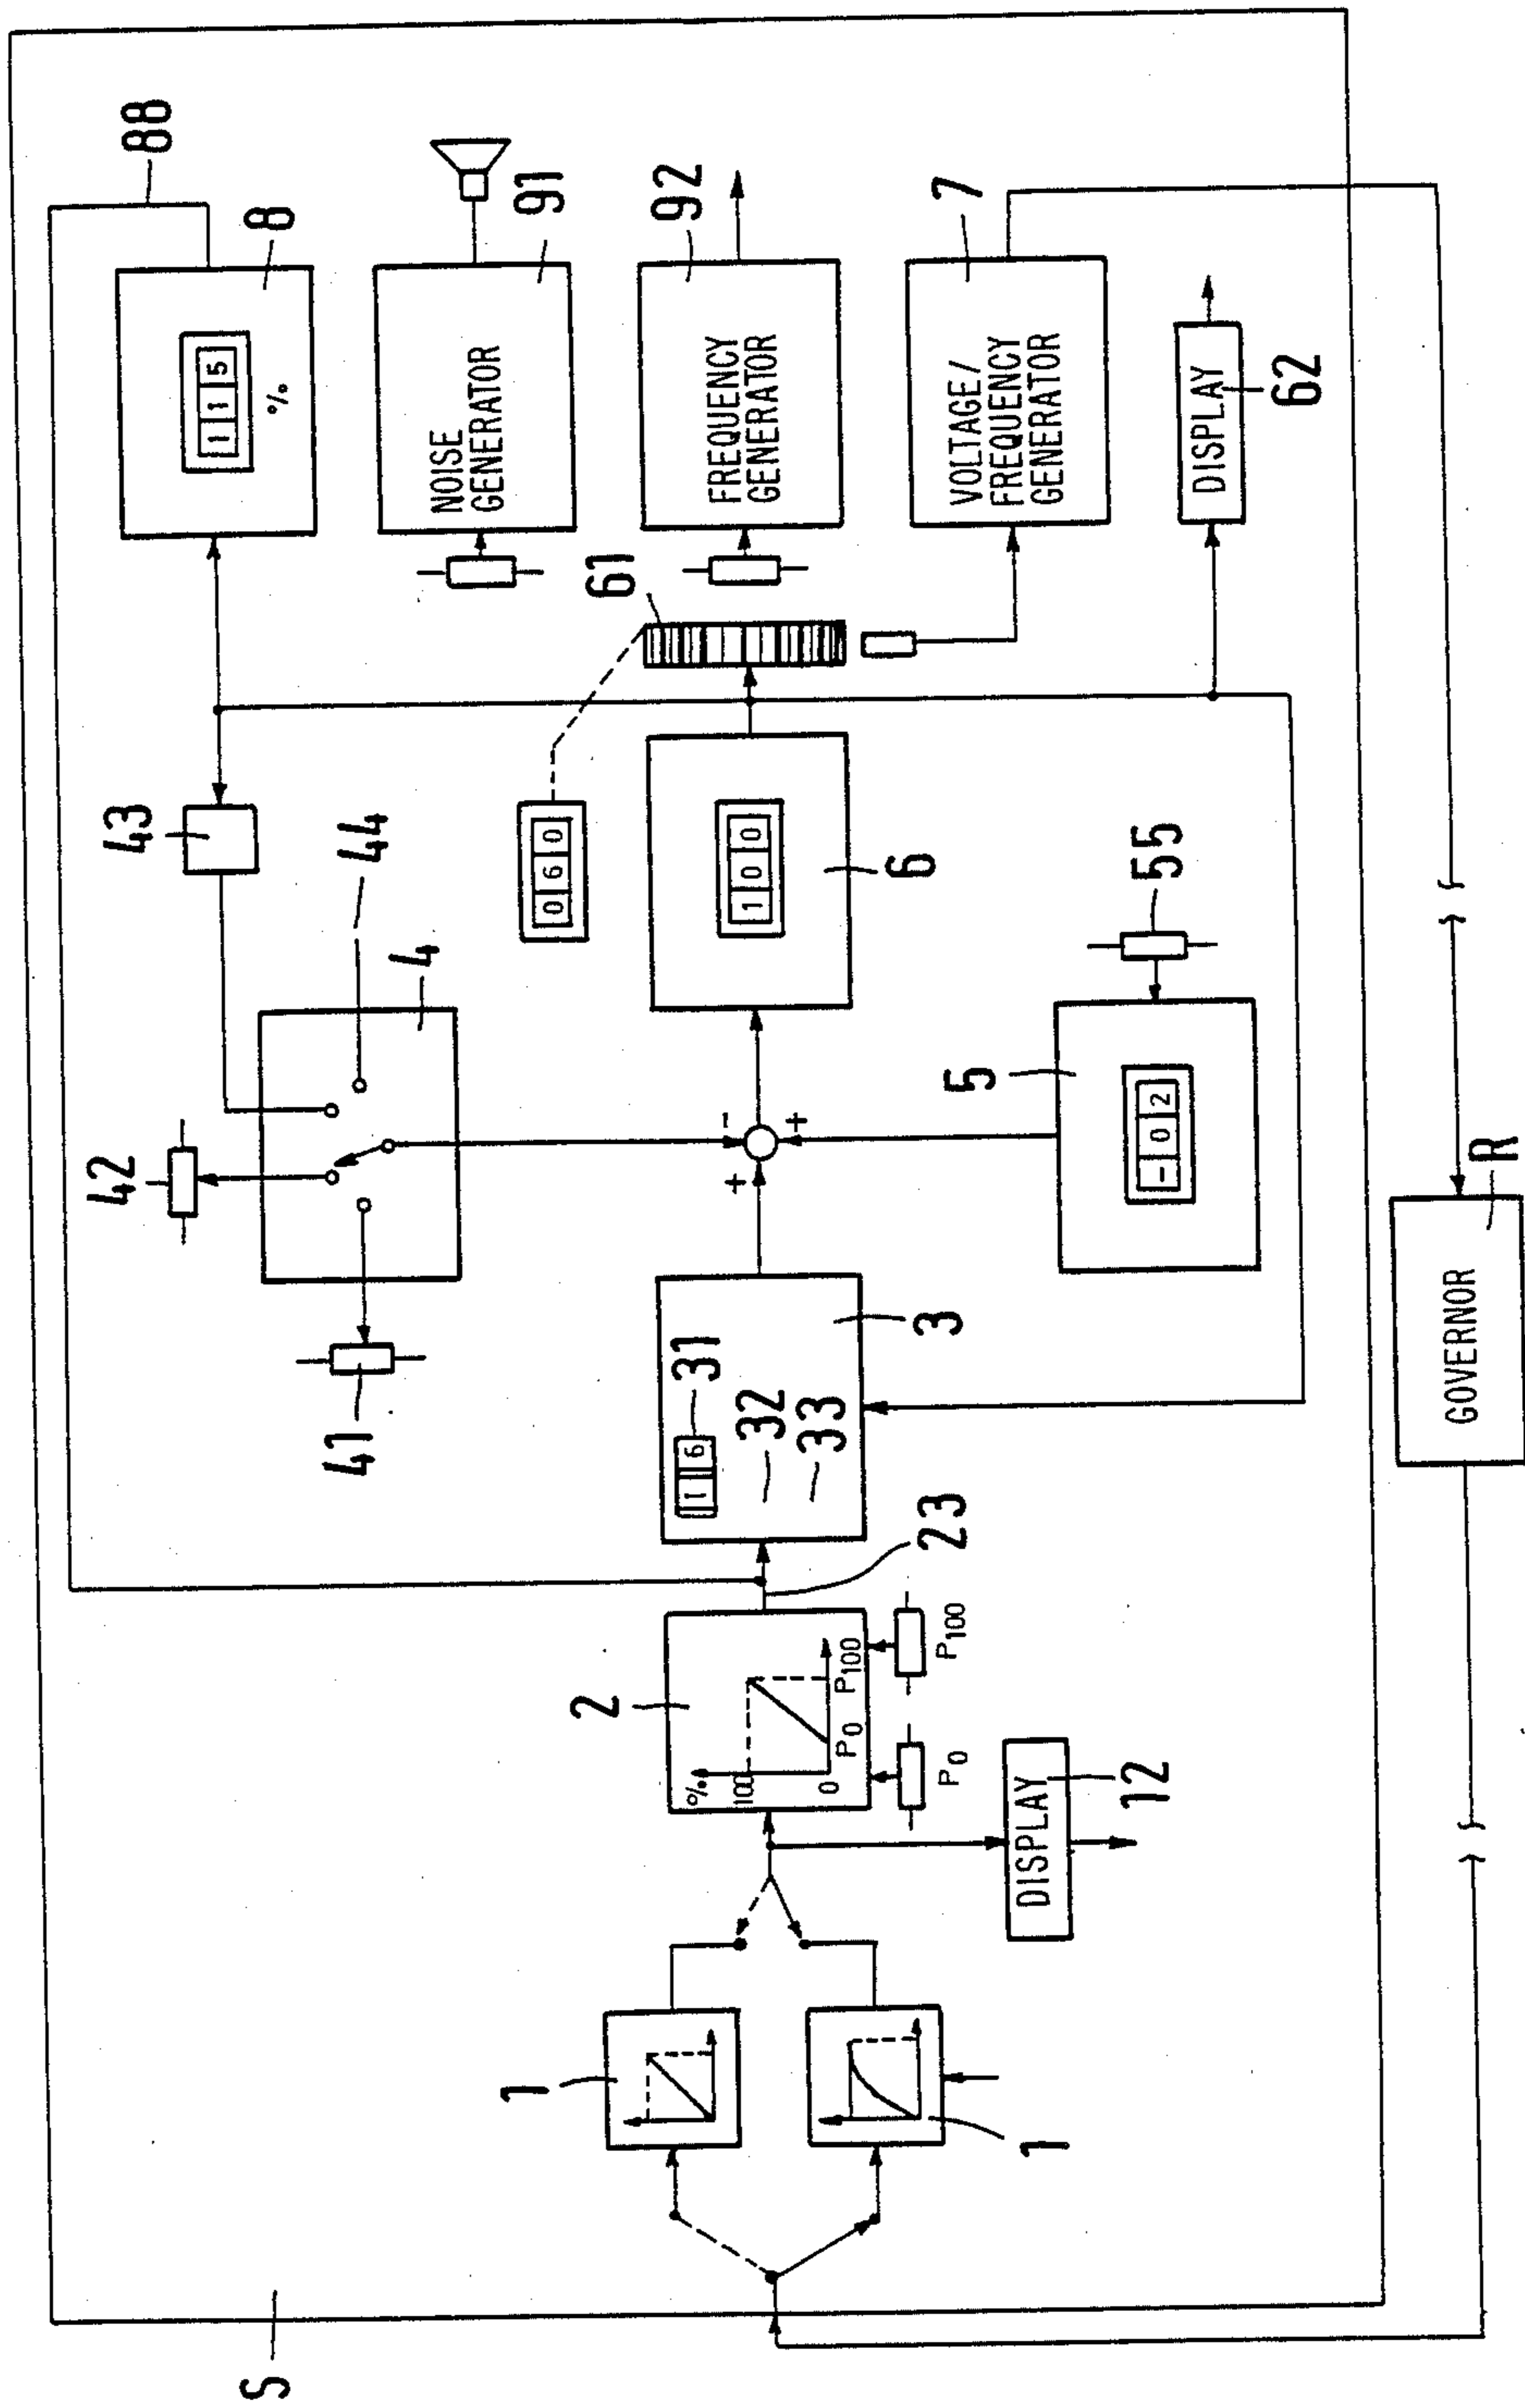 88
8
1 1 5
%
NOISE
GENERATOR
91
FREQUENCY
GENERATOR
92
VOLTAGE/
FREQUENCY
GENERATOR
7
DISPLAY
62
61
43
44
4
42
41
0 6 0
1 0 0
6
- 0 2
5
55
-
+
+
1 6
31
32
33
3
23
2
%
100
0
P0
P100
P0
P100
DISPLAY
12
1
1
GOVERNOR
R
S